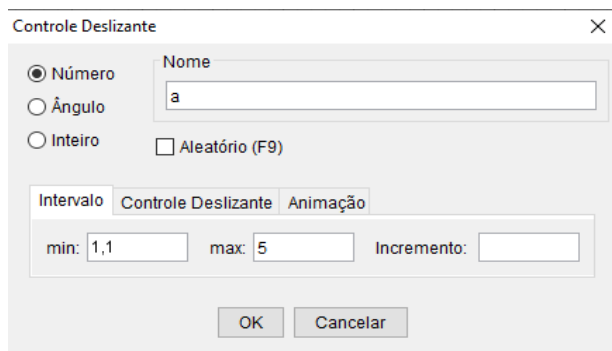 Controle Deslizante
Número
Ângulo
Inteiro
Nome
a
Aleatório (F9)
Intervalo Controle Deslizante Animação
min: 1,1 max: 5 Incremento:
OK Cancelar